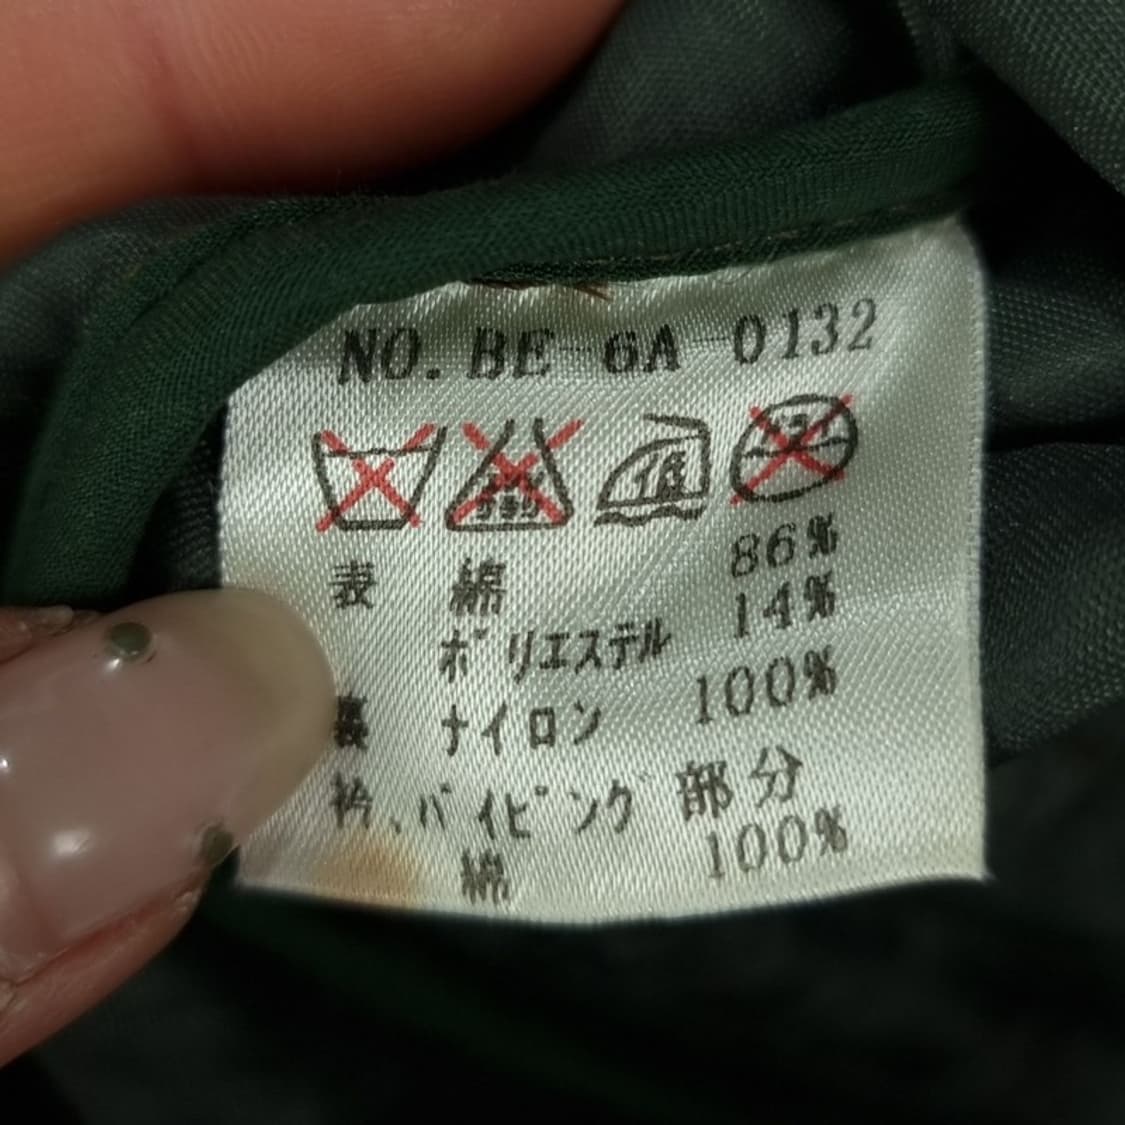 NO. BE-6A-0132
低
表 綿 86%
ポリエステル 14%
裏 ナイロン 100%
衿、パイピング部分
綿 100%